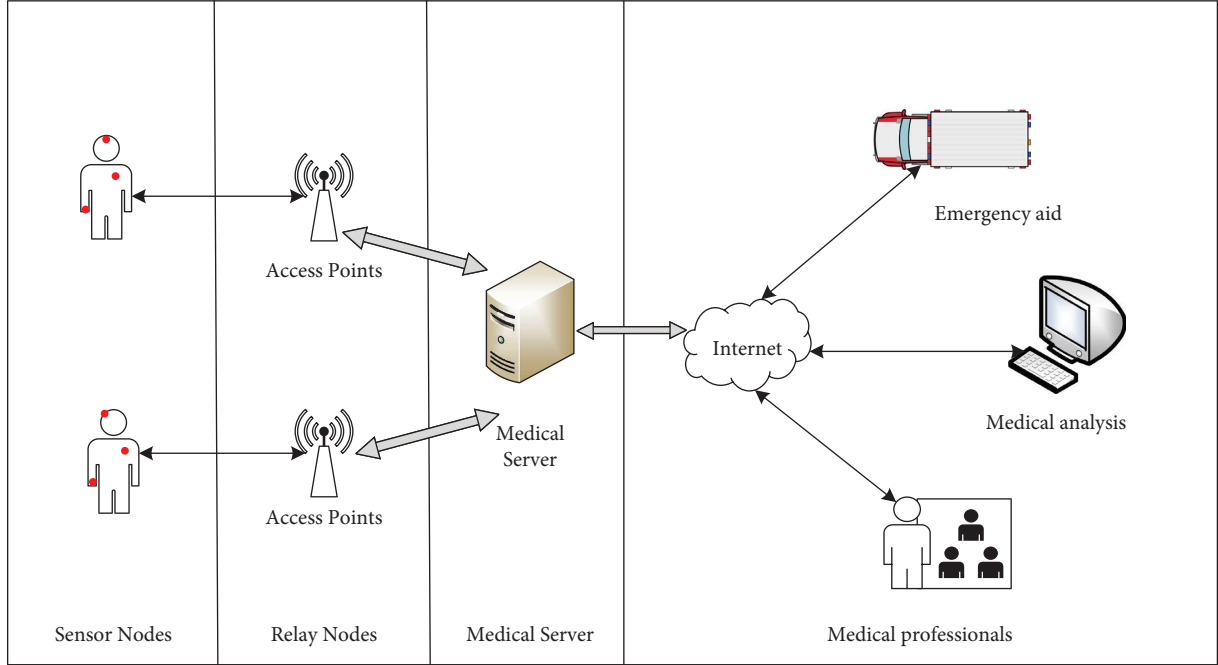 Access Points
Access Points
Medical
Server
Internet
Emergency aid
Medical analysis
Sensor Nodes
Relay Nodes
Medical Server
Medical professionals